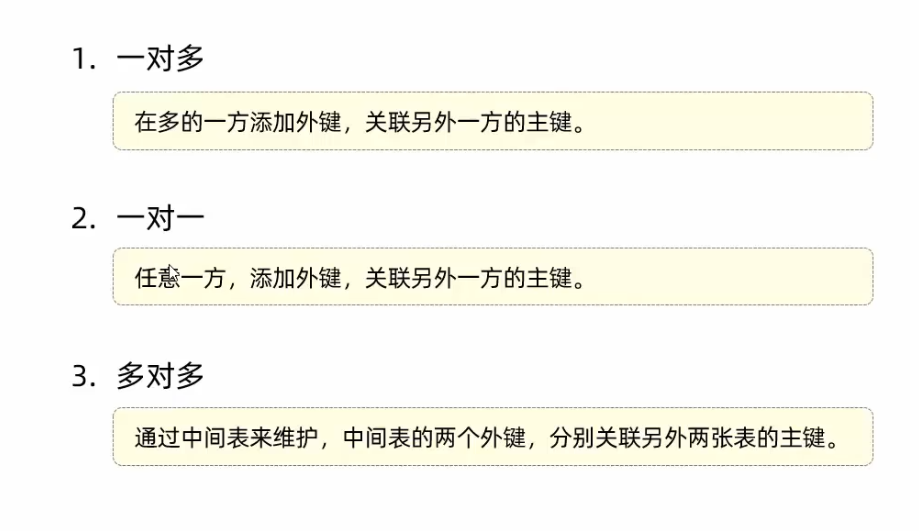 1. 一对多
在多的一方添加外键，关联另外一方的主键。
2. 一对一
任意一方，添加外键，关联另外一方的主键。
3. 多对多
通过中间表来维护，中间表的两个外键，分别关联另外两张表的主键。